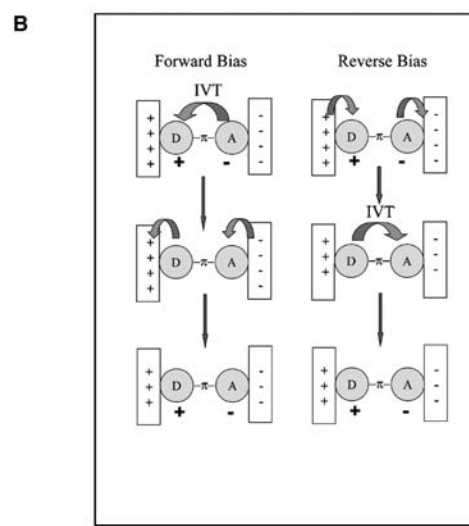 B
Forward Bias
Reverse Bias
IVT
+ + + +
D -π- A
+ -
- - - -
+ + + +
D -π- A
+ -
- - - -
IVT
+ + + +
D -π- A
- - - -
+ + +
D -π- A
- - -
+ + +
D -π- A
+ -
- - -
+ + +
D -π- A
+ -
- - -